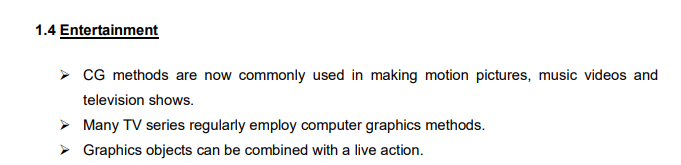 1.4 Entertainment
➢ CG methods are now commonly used in making motion pictures, music videos and
television shows.
➢ Many TV series regularly employ computer graphics methods.
➢ Graphics objects can be combined with a live action.